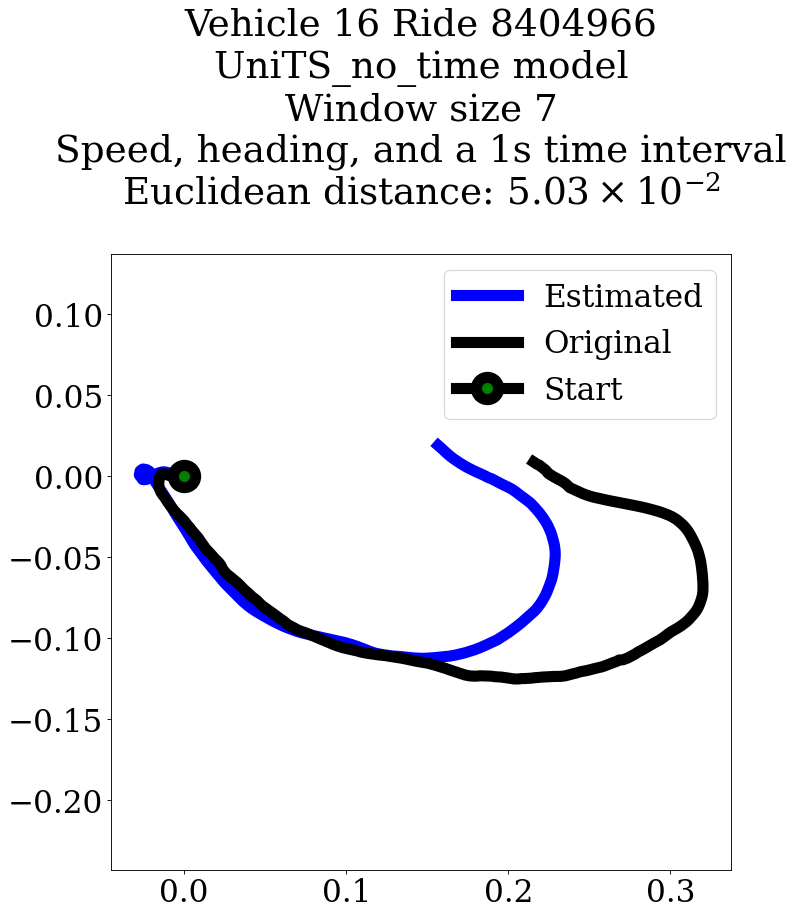 Vehicle 16 Ride 8404966
UniTS_no_time model
Window size 7
Speed, heading, and a 1s time interval
Euclidean distance: 5.03 × 10⁻²
Estimated
Original
Start
0.10
0.05
0.00
−0.05
−0.10
−0.15
−0.20
0.0 0.1 0.2 0.3